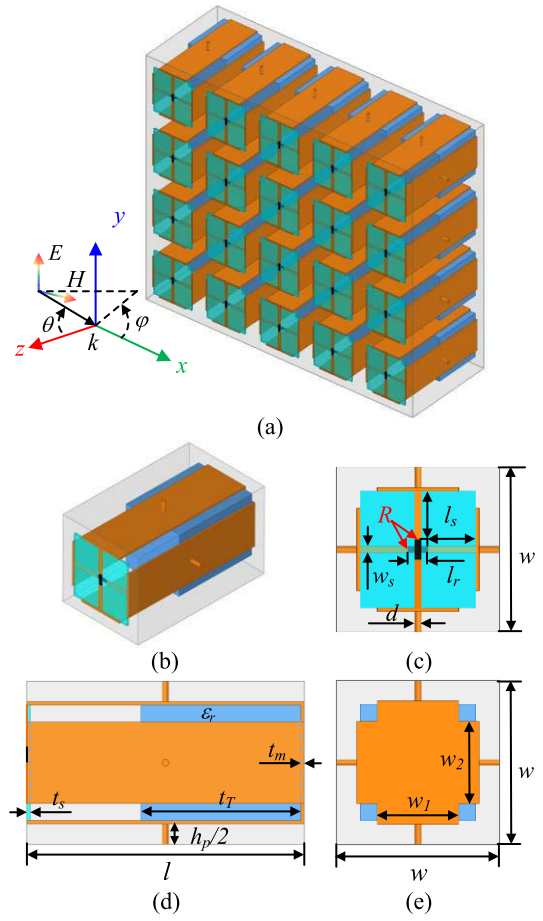 y
E
H
θ
φ
z
k
x
(a)
R
l_s
w_s
l_r
w
d
(b)
(c)
ε_r
t_m
t_s
t_T
h_p/2
l
(d)
w_2
w_1
w
w
(e)